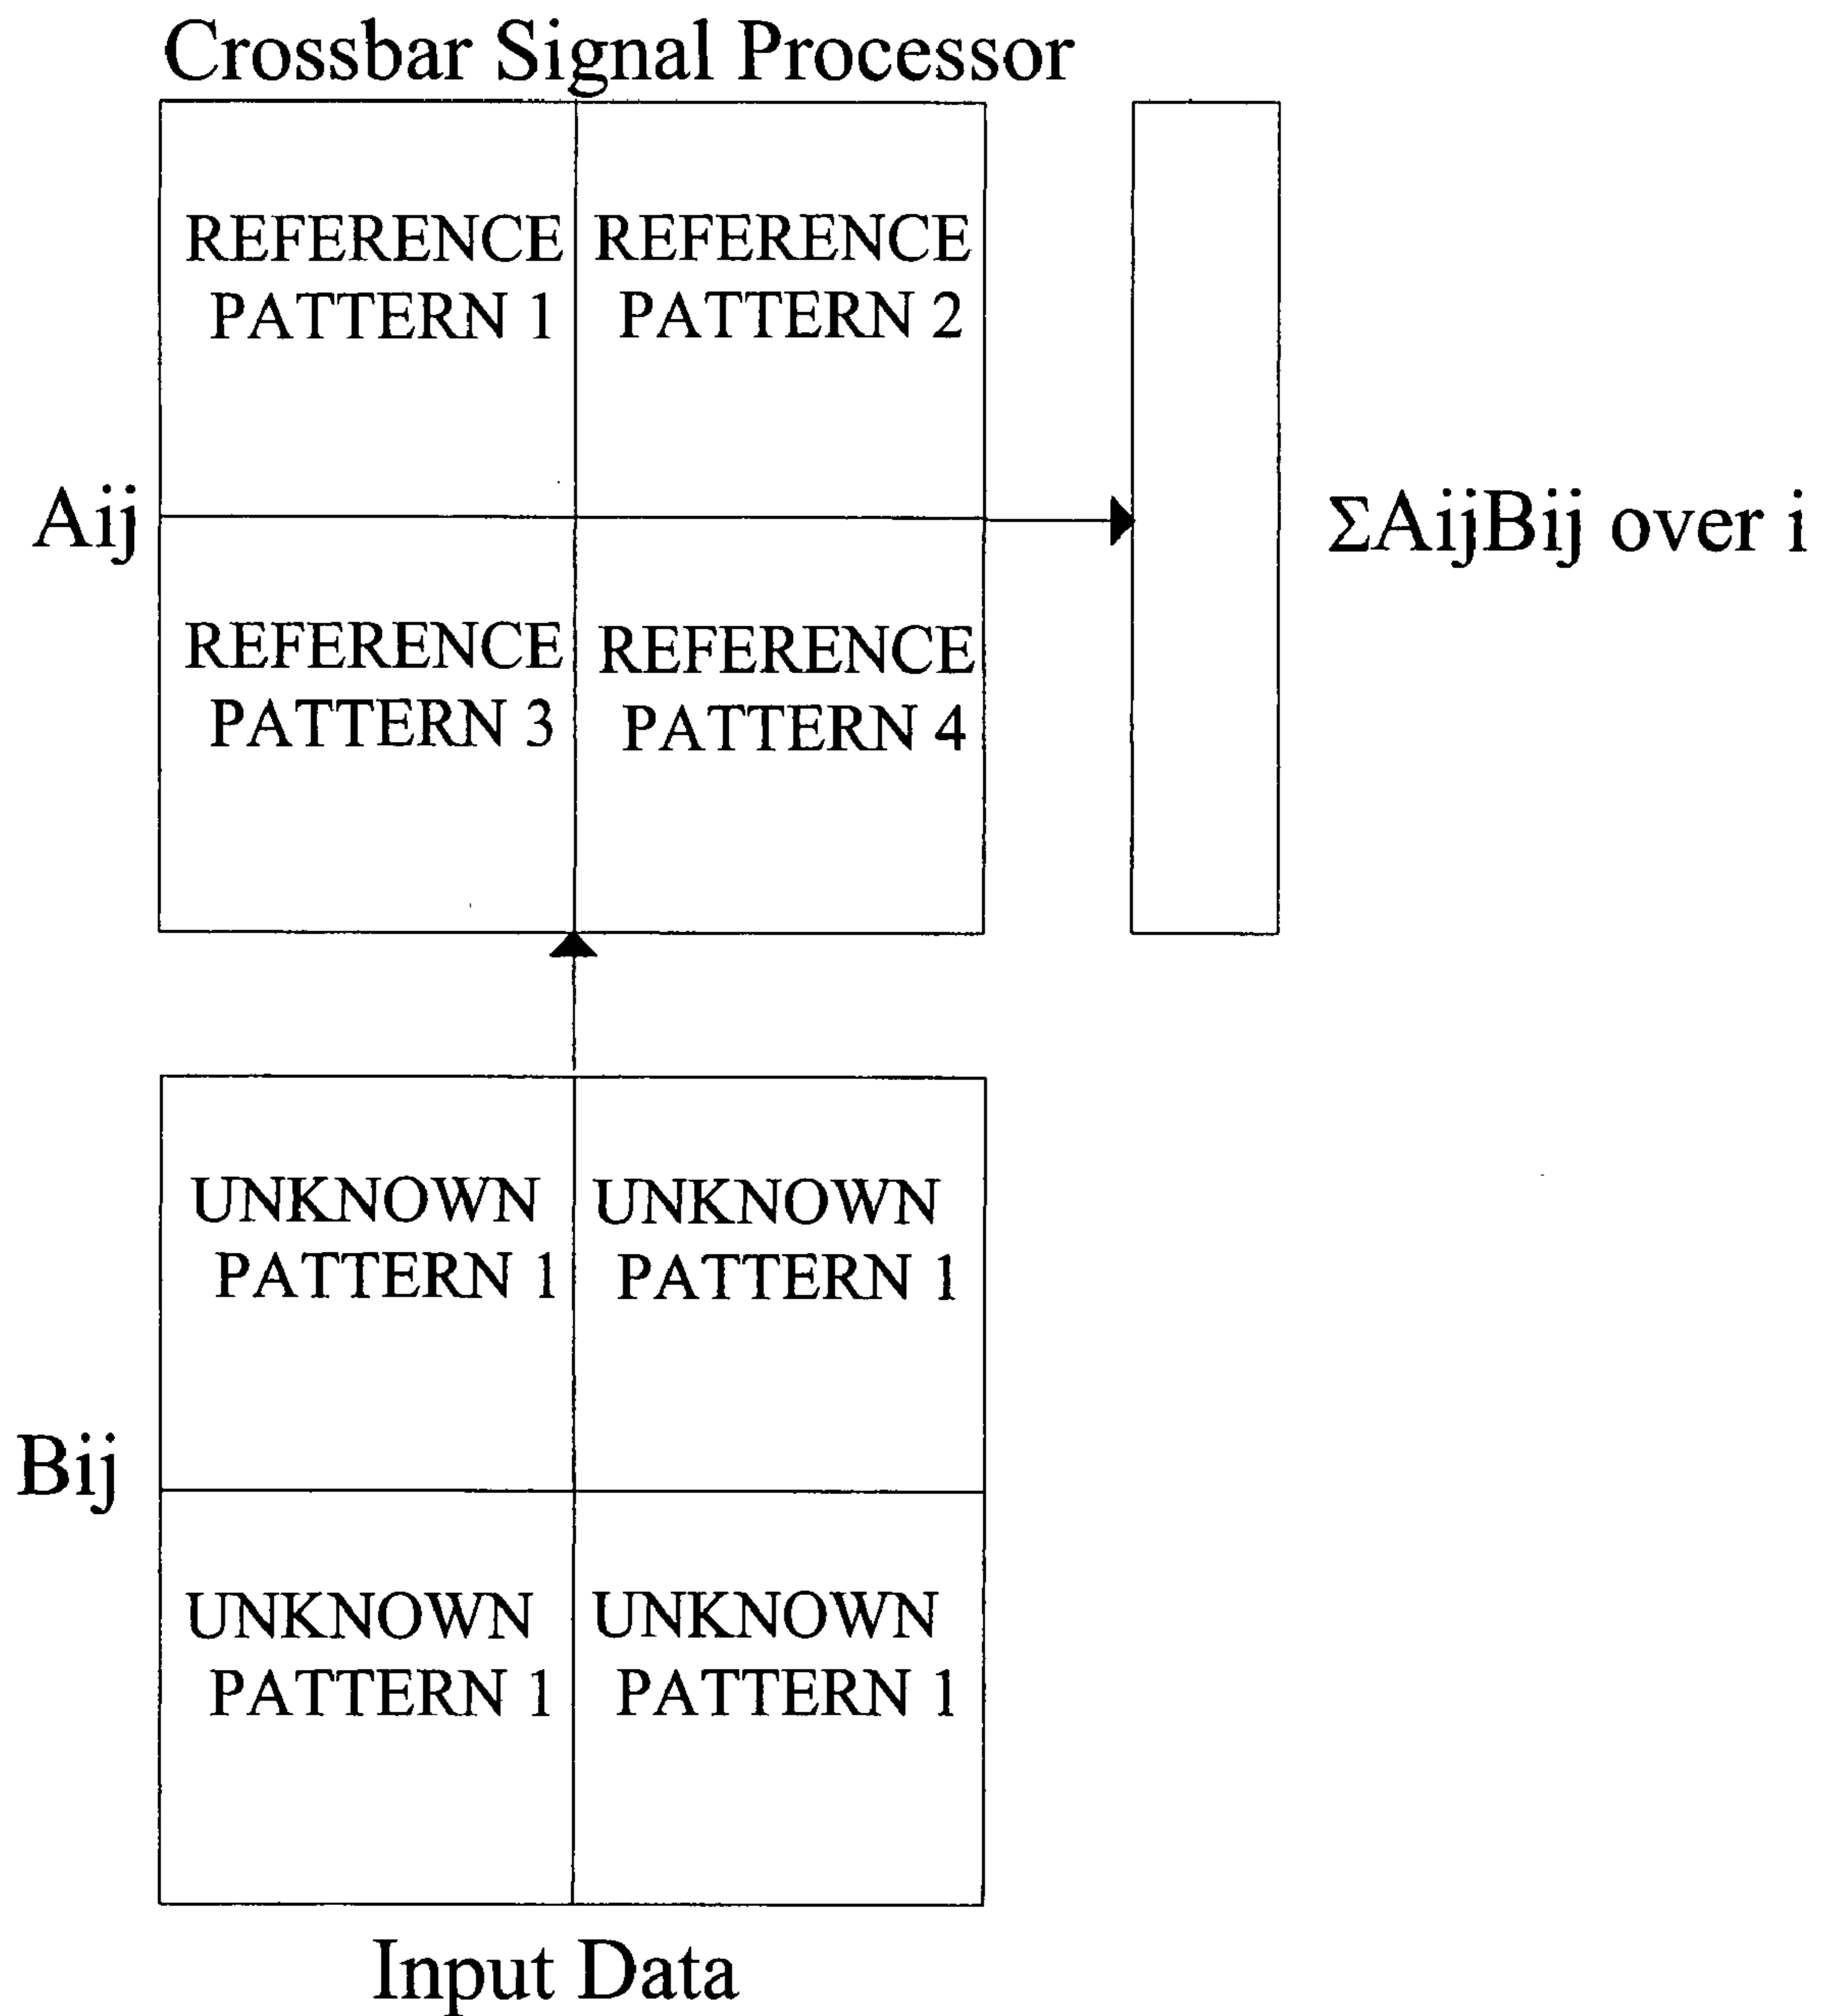 Crossbar Signal Processor
REFERENCE
PATTERN 1
REFERENCE
PATTERN 2
Aij
ΣAijBij over i
REFERENCE
PATTERN 3
REFERENCE
PATTERN 4
UNKNOWN
PATTERN 1
UNKNOWN
PATTERN 1
Bij
UNKNOWN
PATTERN 1
UNKNOWN
PATTERN 1
Input Data